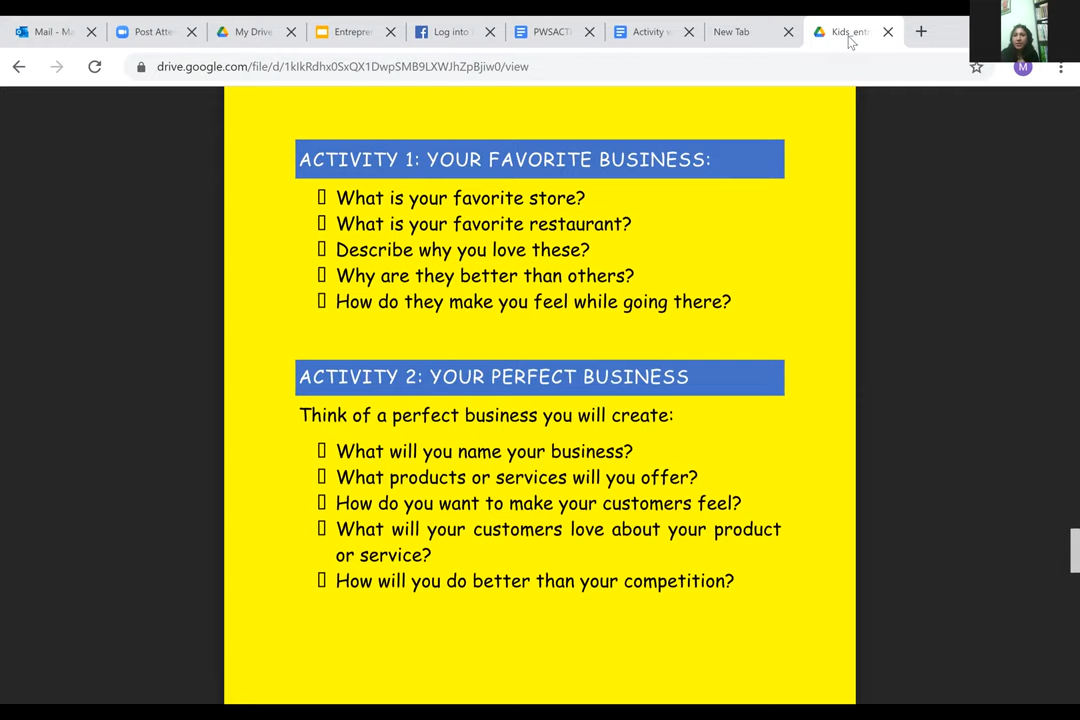 Mail - Ma
Post Atte
My Drive
Entrepre
Log into
PWSACT
Activity w
New Tab
Kids_entr
drive.google.com/file/d/1kIkRdhx0SxQX1DwpSMB9LXWJhZpBjiw0/view
M
ACTIVITY 1: YOUR FAVORITE BUSINESS:
What is your favorite store?
What is your favorite restaurant?
Describe why you love these?
Why are they better than others?
How do they make you feel while going there?
ACTIVITY 2: YOUR PERFECT BUSINESS
Think of a perfect business you will create:
What will you name your business?
What products or services will you offer?
How do you want to make your customers feel?
What will your customers love about your product
or service?
How will you do better than your competition?